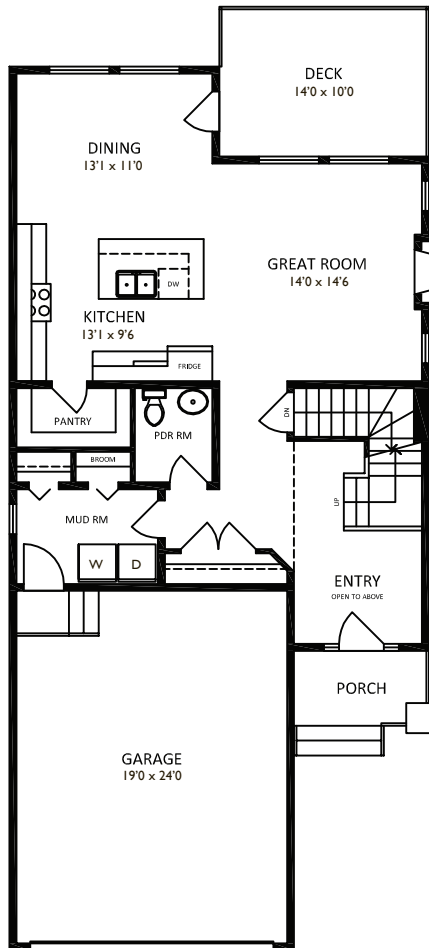 DECK
14'0 x 10'0
DINING
13'1 x 11'0
GREAT ROOM
14'0 x 14'6
DW
KITCHEN
13'1 x 9'6
FRIDGE
PANTRY
PDR RM
DN
BROOM
UP
MUD RM
W
D
ENTRY
OPEN TO ABOVE
PORCH
GARAGE
19'0 x 24'0